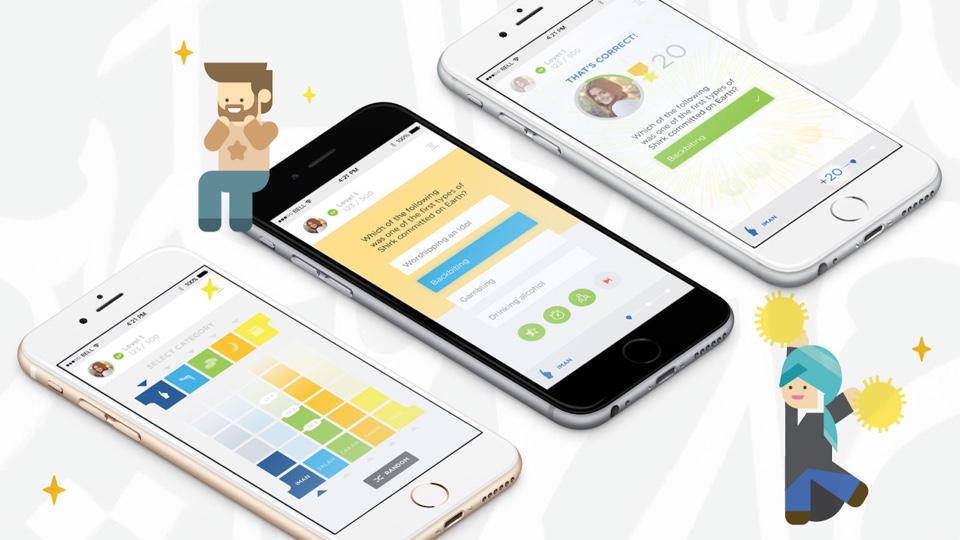 ●●●○○ BELL
4:21 PM
100%
Level 1
123 / 500
SELECT CATEGORY
IMAN
SALAH
ZAKAH
RANDOM
●●●○○ BELL
4:21 PM
100%
Level 1
123 / 500
Which of the following
was one of the first types of
Shirk committed on Earth?
Worshipping an idol
Backbiting
Gambling
Drinking alcohol
IMAN
●●●○○ BELL
4:21 PM
Level 1
123 / 500
THAT'S CORRECT!
20
Which of the following
was one of the first types of
Shirk committed on Earth?
Backbiting
+20
IMAN